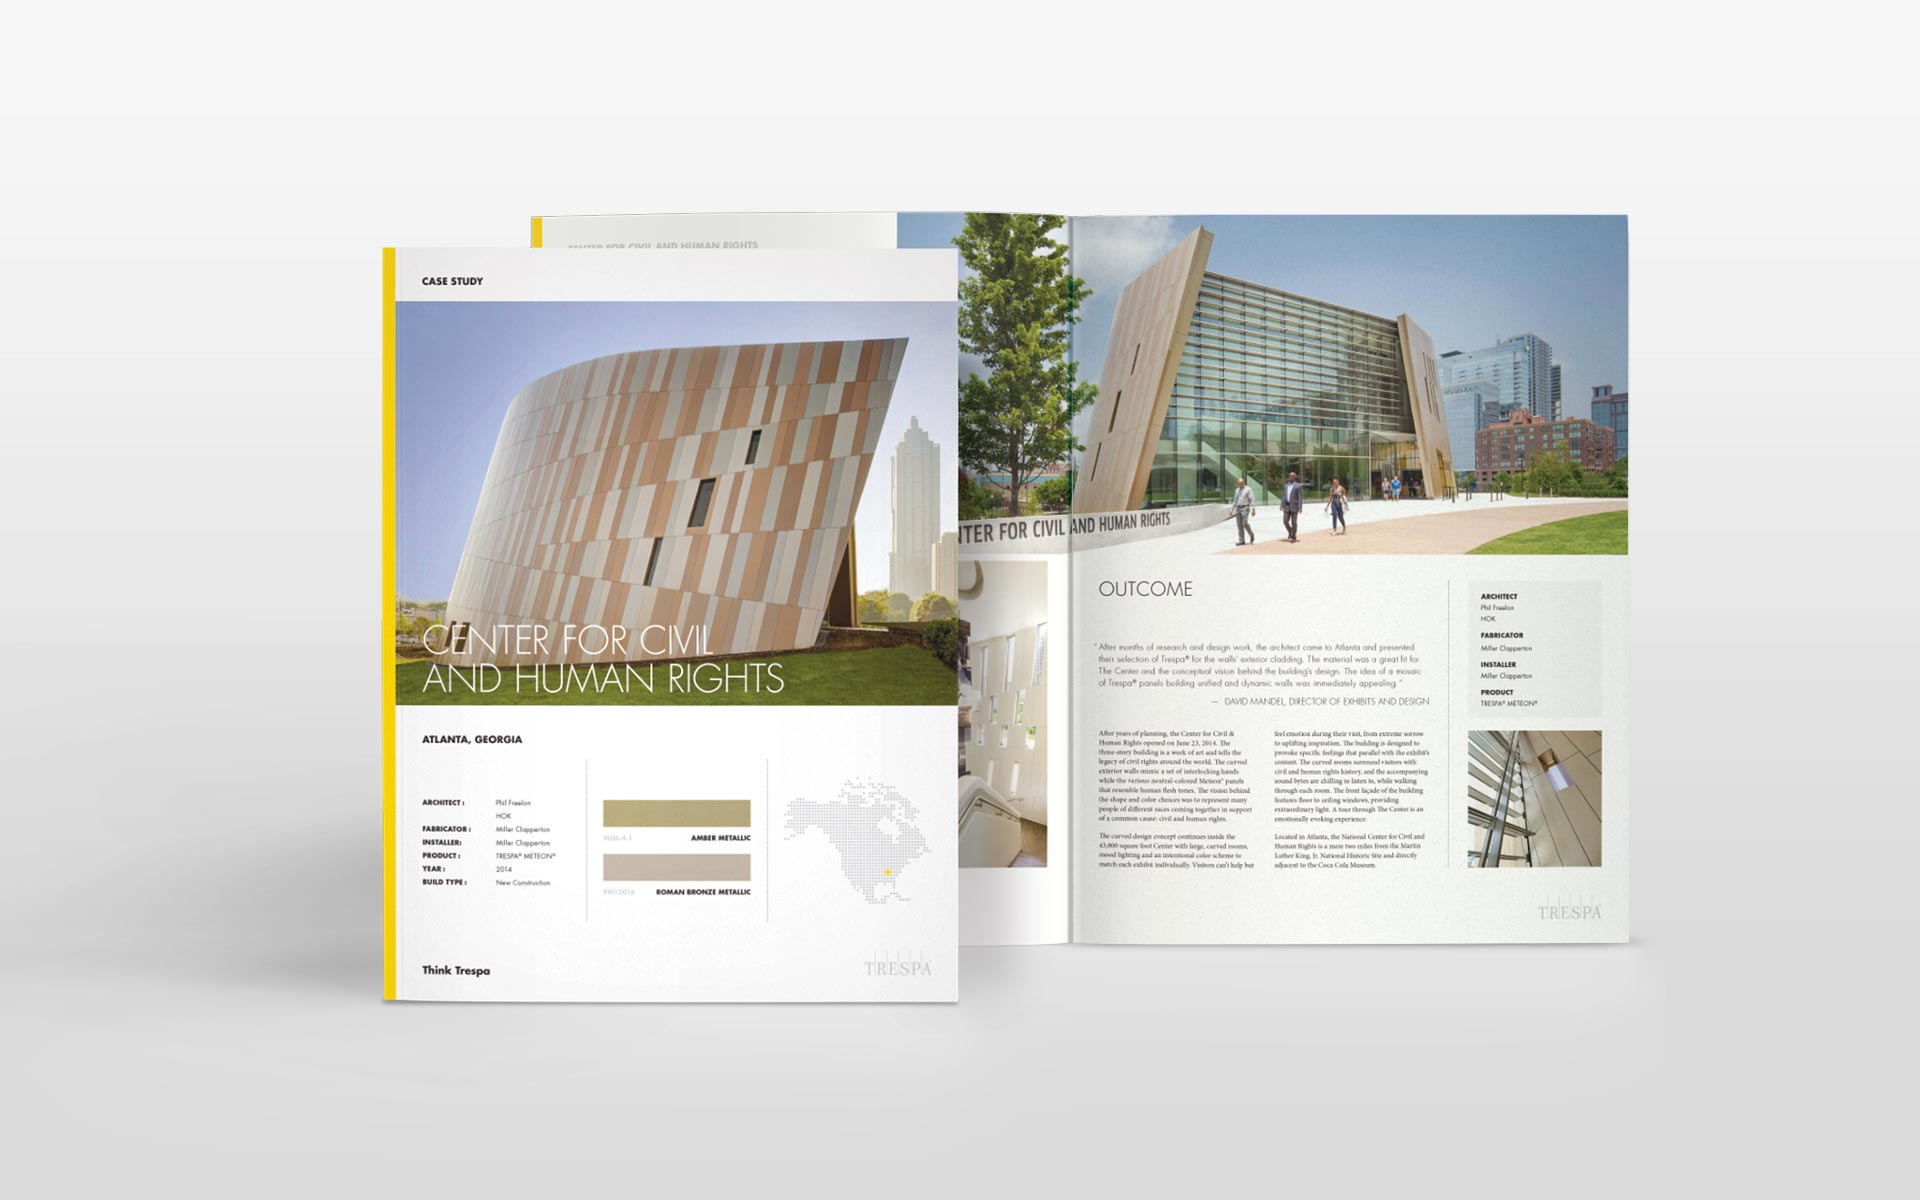 CENTER FOR CIVIL AND HUMAN RIGHTS
CASE STUDY
CENTER FOR CIVIL
AND HUMAN RIGHTS
ATLANTA, GEORGIA
ARCHITECT : Phil Freelon
HOK
FABRICATOR : Miller Clapperton
INSTALLER: Miller Clapperton
PRODUCT : TRESPA® METEON®
YEAR : 2014
BUILD TYPE : New Construction
M06.4.1 AMBER METALLIC
PM13016 ROMAN BRONZE METALLIC
Think Trespa
TRESPA
NTER FOR CIVIL AND HUMAN RIGHTS
OUTCOME
“After months of research and design work, the architect came to Atlanta and presented
their selection of Trespa® for the walls' exterior cladding. The material was a great fit for
The Center and the conceptual vision behind the building's design. The idea of a mosaic
of Trespa® panels building unified and dynamic walls was immediately appealing.”
— DAVID MANDEL, DIRECTOR OF EXHIBITS AND DESIGN
After years of planning, the Center for Civil &
Human Rights opened on June 23, 2014. The
three-story building is a work of art and tells the
legacy of civil rights around the world. The curved
exterior walls mimic a set of interlocking hands
while the various neutral-colored Meteon® panels
that resemble human flesh tones. The vision behind
the shape and color choices was to represent many
people of different races coming together in support
of a common cause: civil and human rights.
The curved design concept continues inside the
43,000 square foot Center with large, curved rooms,
mood lighting and an intentional color scheme to
match each exhibit individually. Visitors can't help but
feel emotion during their visit, from extreme sorrow
to uplifting inspiration. The building is designed to
provoke specific feelings that parallel with the exhibit's
content. The curved rooms surround visitors with
civil and human rights history, and the accompanying
sound bytes are chilling to listen to, while walking
through each room. The front façade of the building
features floor to ceiling windows, providing
extraordinary light. A tour through The Center is an
emotionally evoking experience.
Located in Atlanta, the National Center for Civil and
Human Rights is a mere two miles from the Martin
Luther King, Jr. National Historic Site and directly
adjacent to the Coca Cola Museum.
ARCHITECT
Phil Freelon
HOK
FABRICATOR
Miller Clapperton
INSTALLER
Miller Clapperton
PRODUCT
TRESPA® METEON®
TRESPA